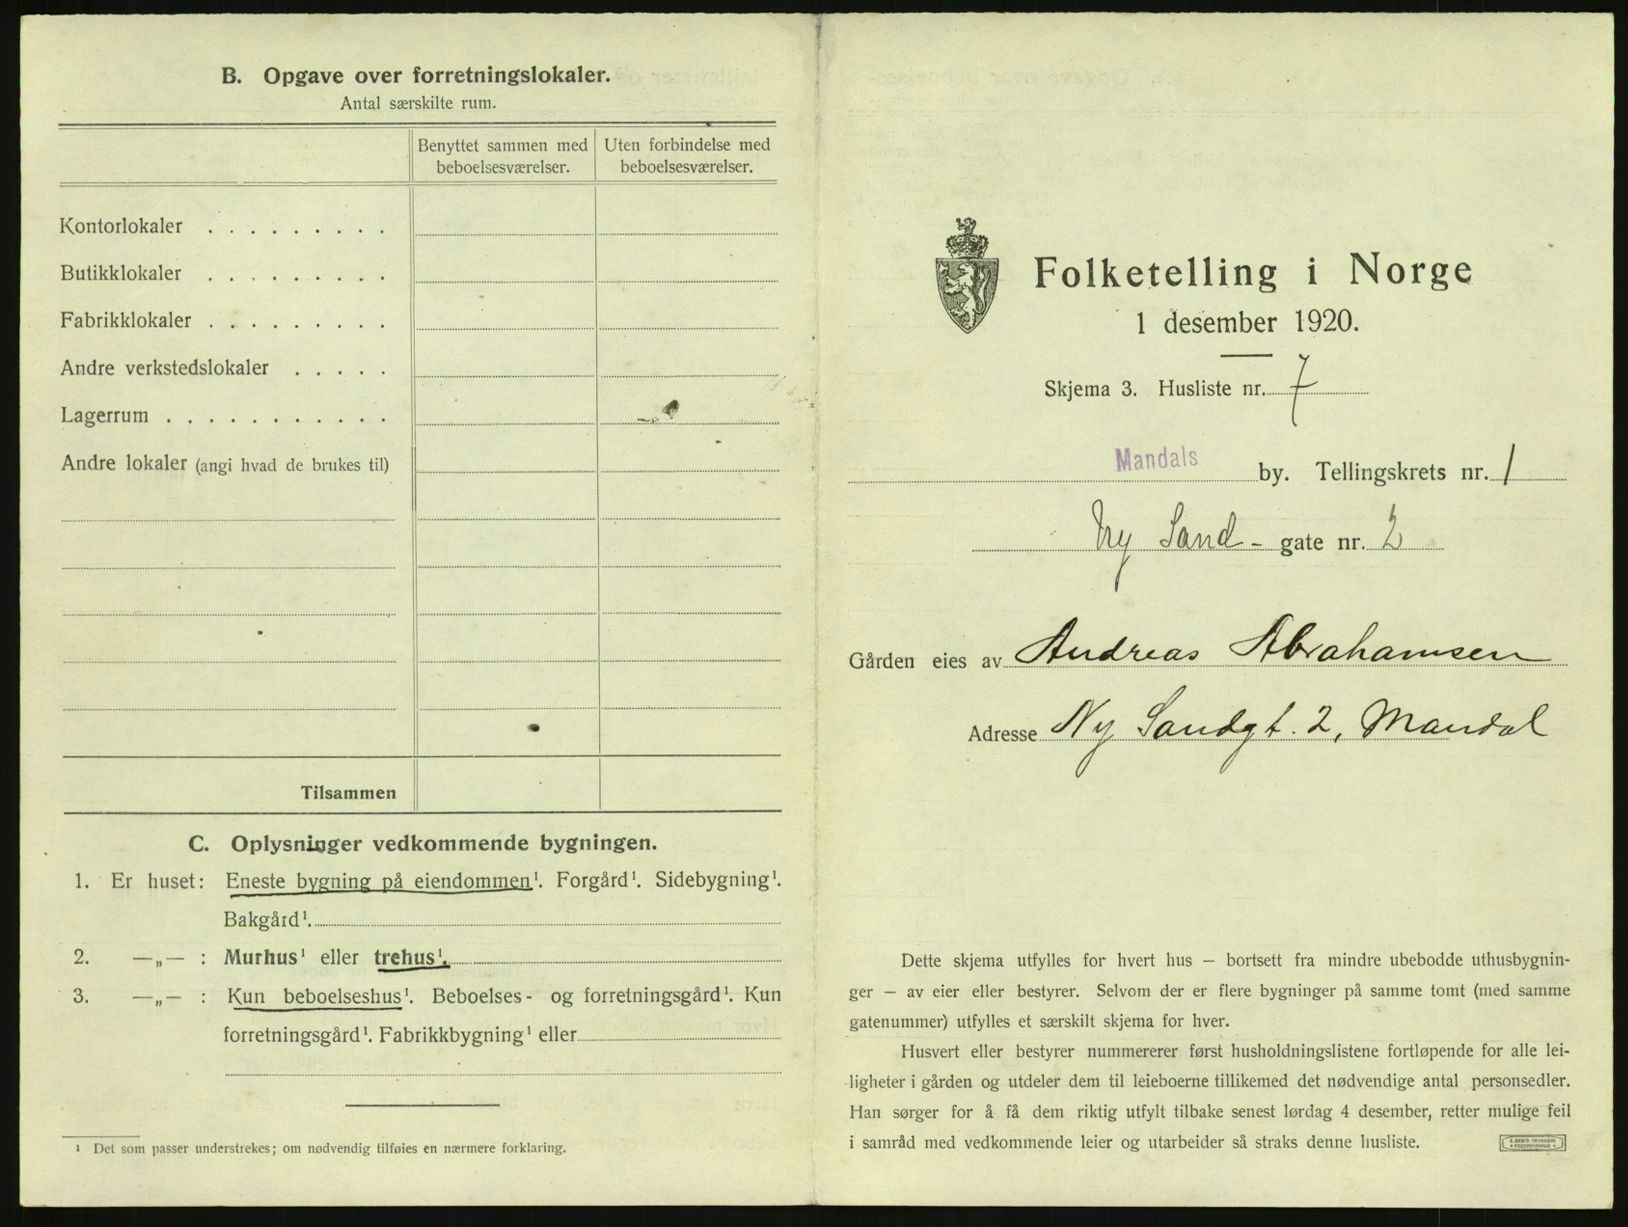 B. Opgave over forretningslokaler.
Antal særskilte rum.
Benyttet sammen med beboelsesværelser.
Uten forbindelse med beboelsesværelser.
Kontorlokaler . . . . . . . . .
Butikklokaler . . . . . . . . .
Fabrikklokaler . . . . . . . . .
Andre verkstedslokaler . . . . .
Lagerrum . . . . . . . . . . .
Andre lokaler (angi hvad de brukes til)
Tilsammen
C. Oplysninger vedkommende bygningen.
1. Er huset: Eneste bygning på eiendommen¹. Forgård¹. Sidebygning¹.
Bakgård¹.
2. —„— : Murhus¹ eller trehus¹.
3. —„— : Kun beboelseshus¹. Beboelses- og forretningsgård¹. Kun
forretningsgård¹. Fabrikkbygning¹ eller
¹ Det som passer understrekes; om nødvendig tilføies en nærmere forklaring.
Folketelling i Norge
1 desember 1920.
Skjema 3. Husliste nr. 7
Mandals by. Tellingskrets nr. 1
Ny Sand - gate nr. 2
Gården eies av Andreas Abrahamsen
Adresse Ny Sandgt. 2, Mandal
Dette skjema utfylles for hvert hus – bortsett fra mindre ubebodde uthusbygnin-
ger – av eier eller bestyrer. Selvom der er flere bygninger på samme tomt (med samme
gatenummer) utfylles et særskilt skjema for hver.
Husvert eller bestyrer nummererer først husholdningslistene fortløpende for alle lei-
ligheter i gården og utdeler dem til leieboerne tillikemed det nødvendige antal personsedler.
Han sørger for å få dem riktig utfylt tilbake senest lørdag 4 desember, retter mulige feil
i samråd med vedkommende leier og utarbeider så straks denne husliste.